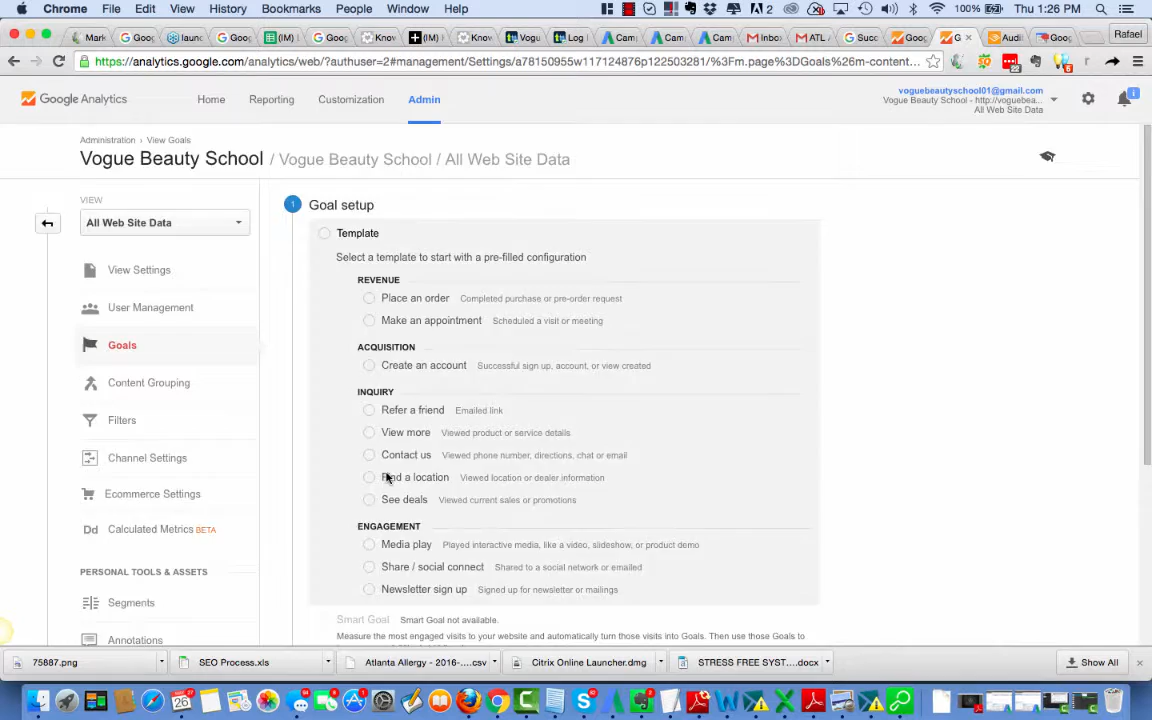 Chrome File Edit View History Bookmarks People Window Help 2 100% Thu 1:26 PM
Mark Goog launc Goog (IM) Goog Know (IM) Know Vogu Log Cam Cam Cam Inbo ATL Succ Goog G Audi Goog Rafael
https://analytics.google.com/analytics/web/?authuser=2#management/Settings/a78150955w117124876p122503281/%3Fm.page%3DGoals%26m-content...
Google Analytics Home Reporting Customization Admin
voguebeautyschool01@gmail.com
Vogue Beauty School - http://voguebea...
All Web Site Data
1
Administration › View Goals
Vogue Beauty School / Vogue Beauty School / All Web Site Data
VIEW
All Web Site Data
View Settings
User Management
Goals
Content Grouping
Filters
Channel Settings
Ecommerce Settings
Dd Calculated Metrics BETA
PERSONAL TOOLS & ASSETS
Segments
Annotations
1 Goal setup
Template
Select a template to start with a pre-filled configuration
REVENUE
Place an order Completed purchase or pre-order request
Make an appointment Scheduled a visit or meeting
ACQUISITION
Create an account Successful sign up, account, or view created
INQUIRY
Refer a friend Emailed link
View more Viewed product or service details
Contact us Viewed phone number, directions, chat or email
Find a location Viewed location or dealer information
See deals Viewed current sales or promotions
ENGAGEMENT
Media play Played interactive media, like a video, slideshow, or product demo
Share / social connect Shared to a social network or emailed
Newsletter sign up Signed up for newsletter or mailings
Smart Goal Smart Goal not available.
Measure the most engaged visits to your website and automatically turn those visits into Goals. Then use those Goals to
75887.png SEO Process.xls Atlanta Allergy - 2016-....csv Citrix Online Launcher.dmg STRESS FREE SYST....docx Show All